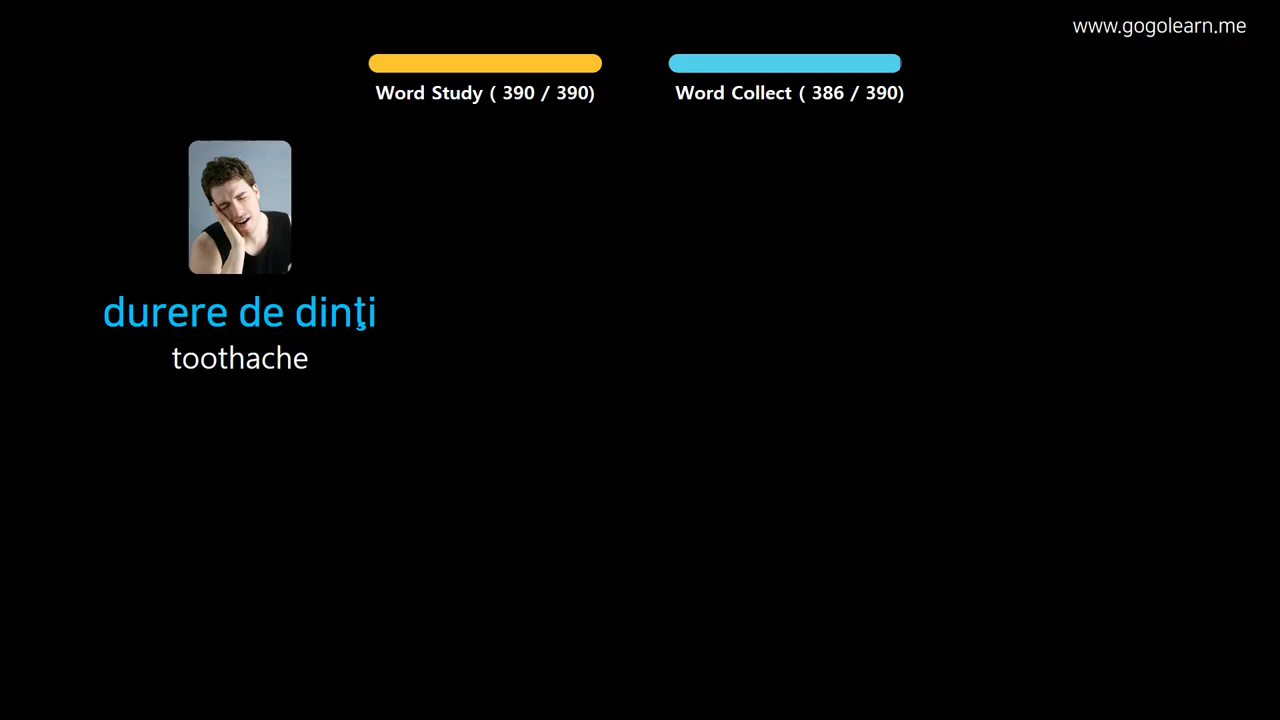 www.gogolearn.me
Word Study ( 390 / 390)
Word Collect ( 386 / 390)
durere de dinţi
toothache